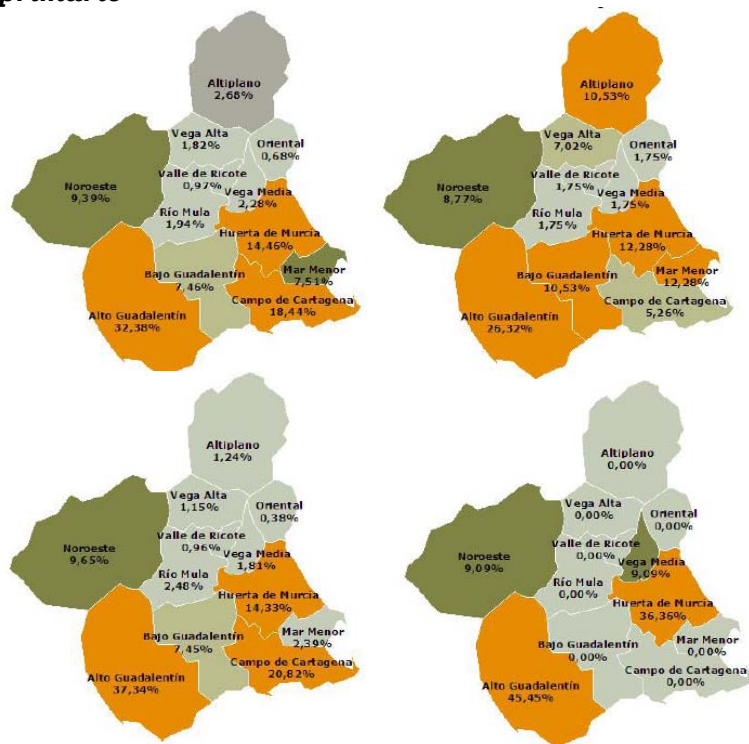 Altiplano
2,68%
Vega Alta
1,82%
Oriental
0,68%
Noroeste
9,39%
Valle de Ricote
0,97%
Vega Media
2,28%
Río Mula
1,94%
Huerta de Murcia
14,46%
Bajo Guadalentín
7,46%
Mar Menor
7,51%
Alto Guadalentín
32,38%
Campo de Cartagena
18,44%
Altiplano
10,53%
Vega Alta
7,02%
Oriental
1,75%
Noroeste
8,77%
Valle de Ricote
1,75%
Vega Media
1,75%
Río Mula
1,75%
Huerta de Murcia
12,28%
Bajo Guadalentín
10,53%
Mar Menor
12,28%
Alto Guadalentín
26,32%
Campo de Cartagena
5,26%
Altiplano
1,24%
Vega Alta
1,15%
Oriental
0,38%
Noroeste
9,65%
Valle de Ricote
0,96%
Vega Media
1,81%
Río Mula
2,48%
Huerta de Murcia
14,33%
Bajo Guadalentín
7,45%
Mar Menor
2,39%
Alto Guadalentín
37,34%
Campo de Cartagena
20,82%
Altiplano
0,00%
Vega Alta
0,00%
Oriental
0,00%
Noroeste
9,09%
Valle de Ricote
0,00%
Vega Media
9,09%
Río Mula
0,00%
Huerta de Murcia
36,36%
Bajo Guadalentín
0,00%
Mar Menor
0,00%
Alto Guadalentín
45,45%
Campo de Cartagena
0,00%